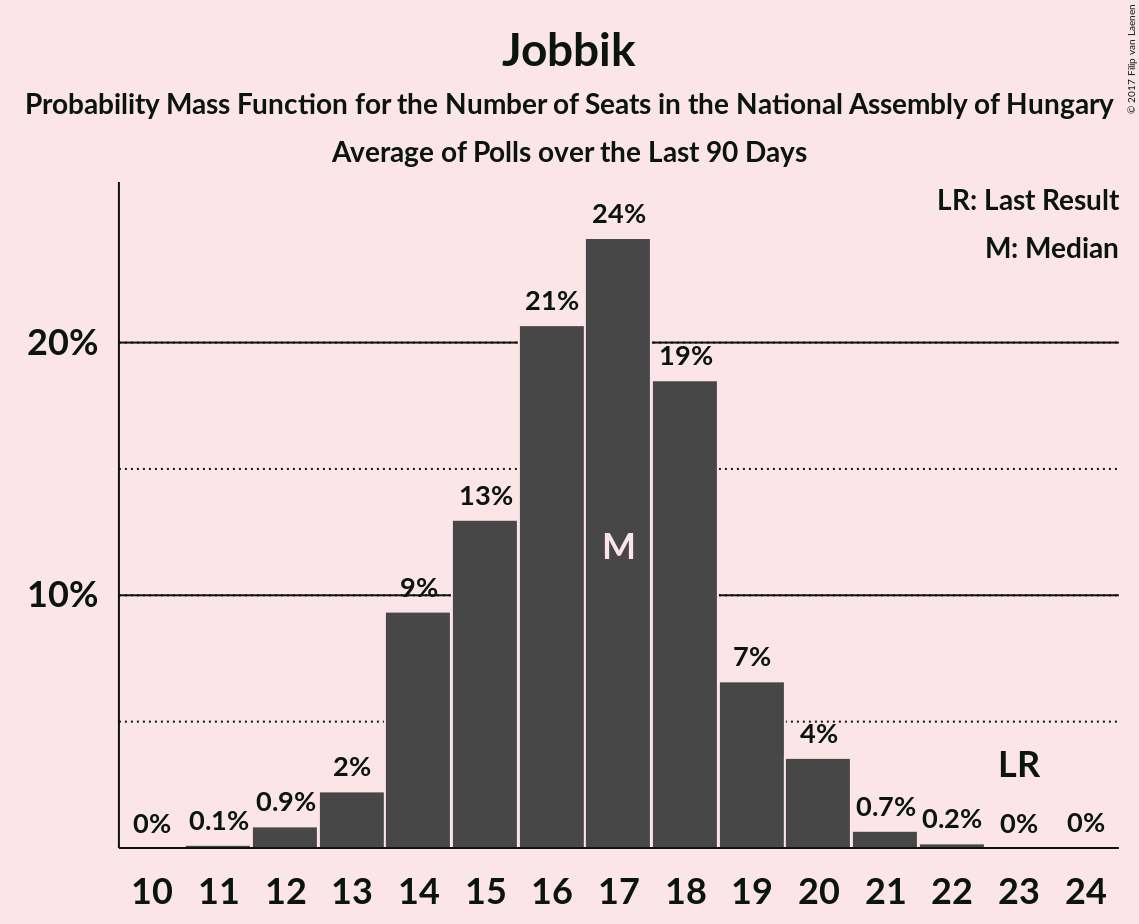 Jobbik
Probability Mass Function for the Number of Seats in the National Assembly of Hungary
Average of Polls over the Last 90 Days
© 2017 Filip van Laenen
LR: Last Result
M: Median
24%
21%
20%
19%
13%
M
9%
10%
7%
4%
LR
2%
0.9%
0.7%
0% 0.1% 0.2% 0% 0%
10 11 12 13 14 15 16 17 18 19 20 21 22 23 24